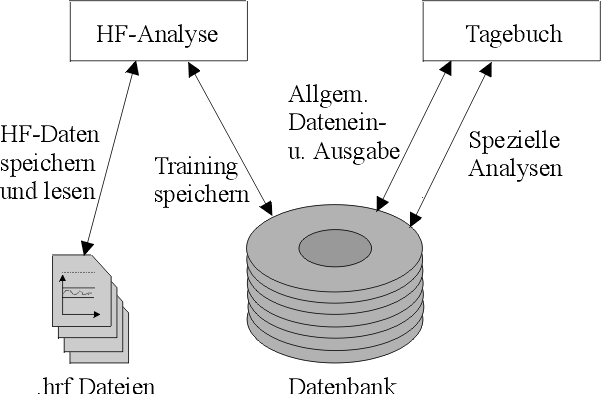 HF-Analyse
Tagebuch
HF-Daten
speichern
und lesen
Training
speichern
Allgem.
Datenein-
u. Ausgabe
Spezielle
Analysen
.hrf Dateien
Datenbank